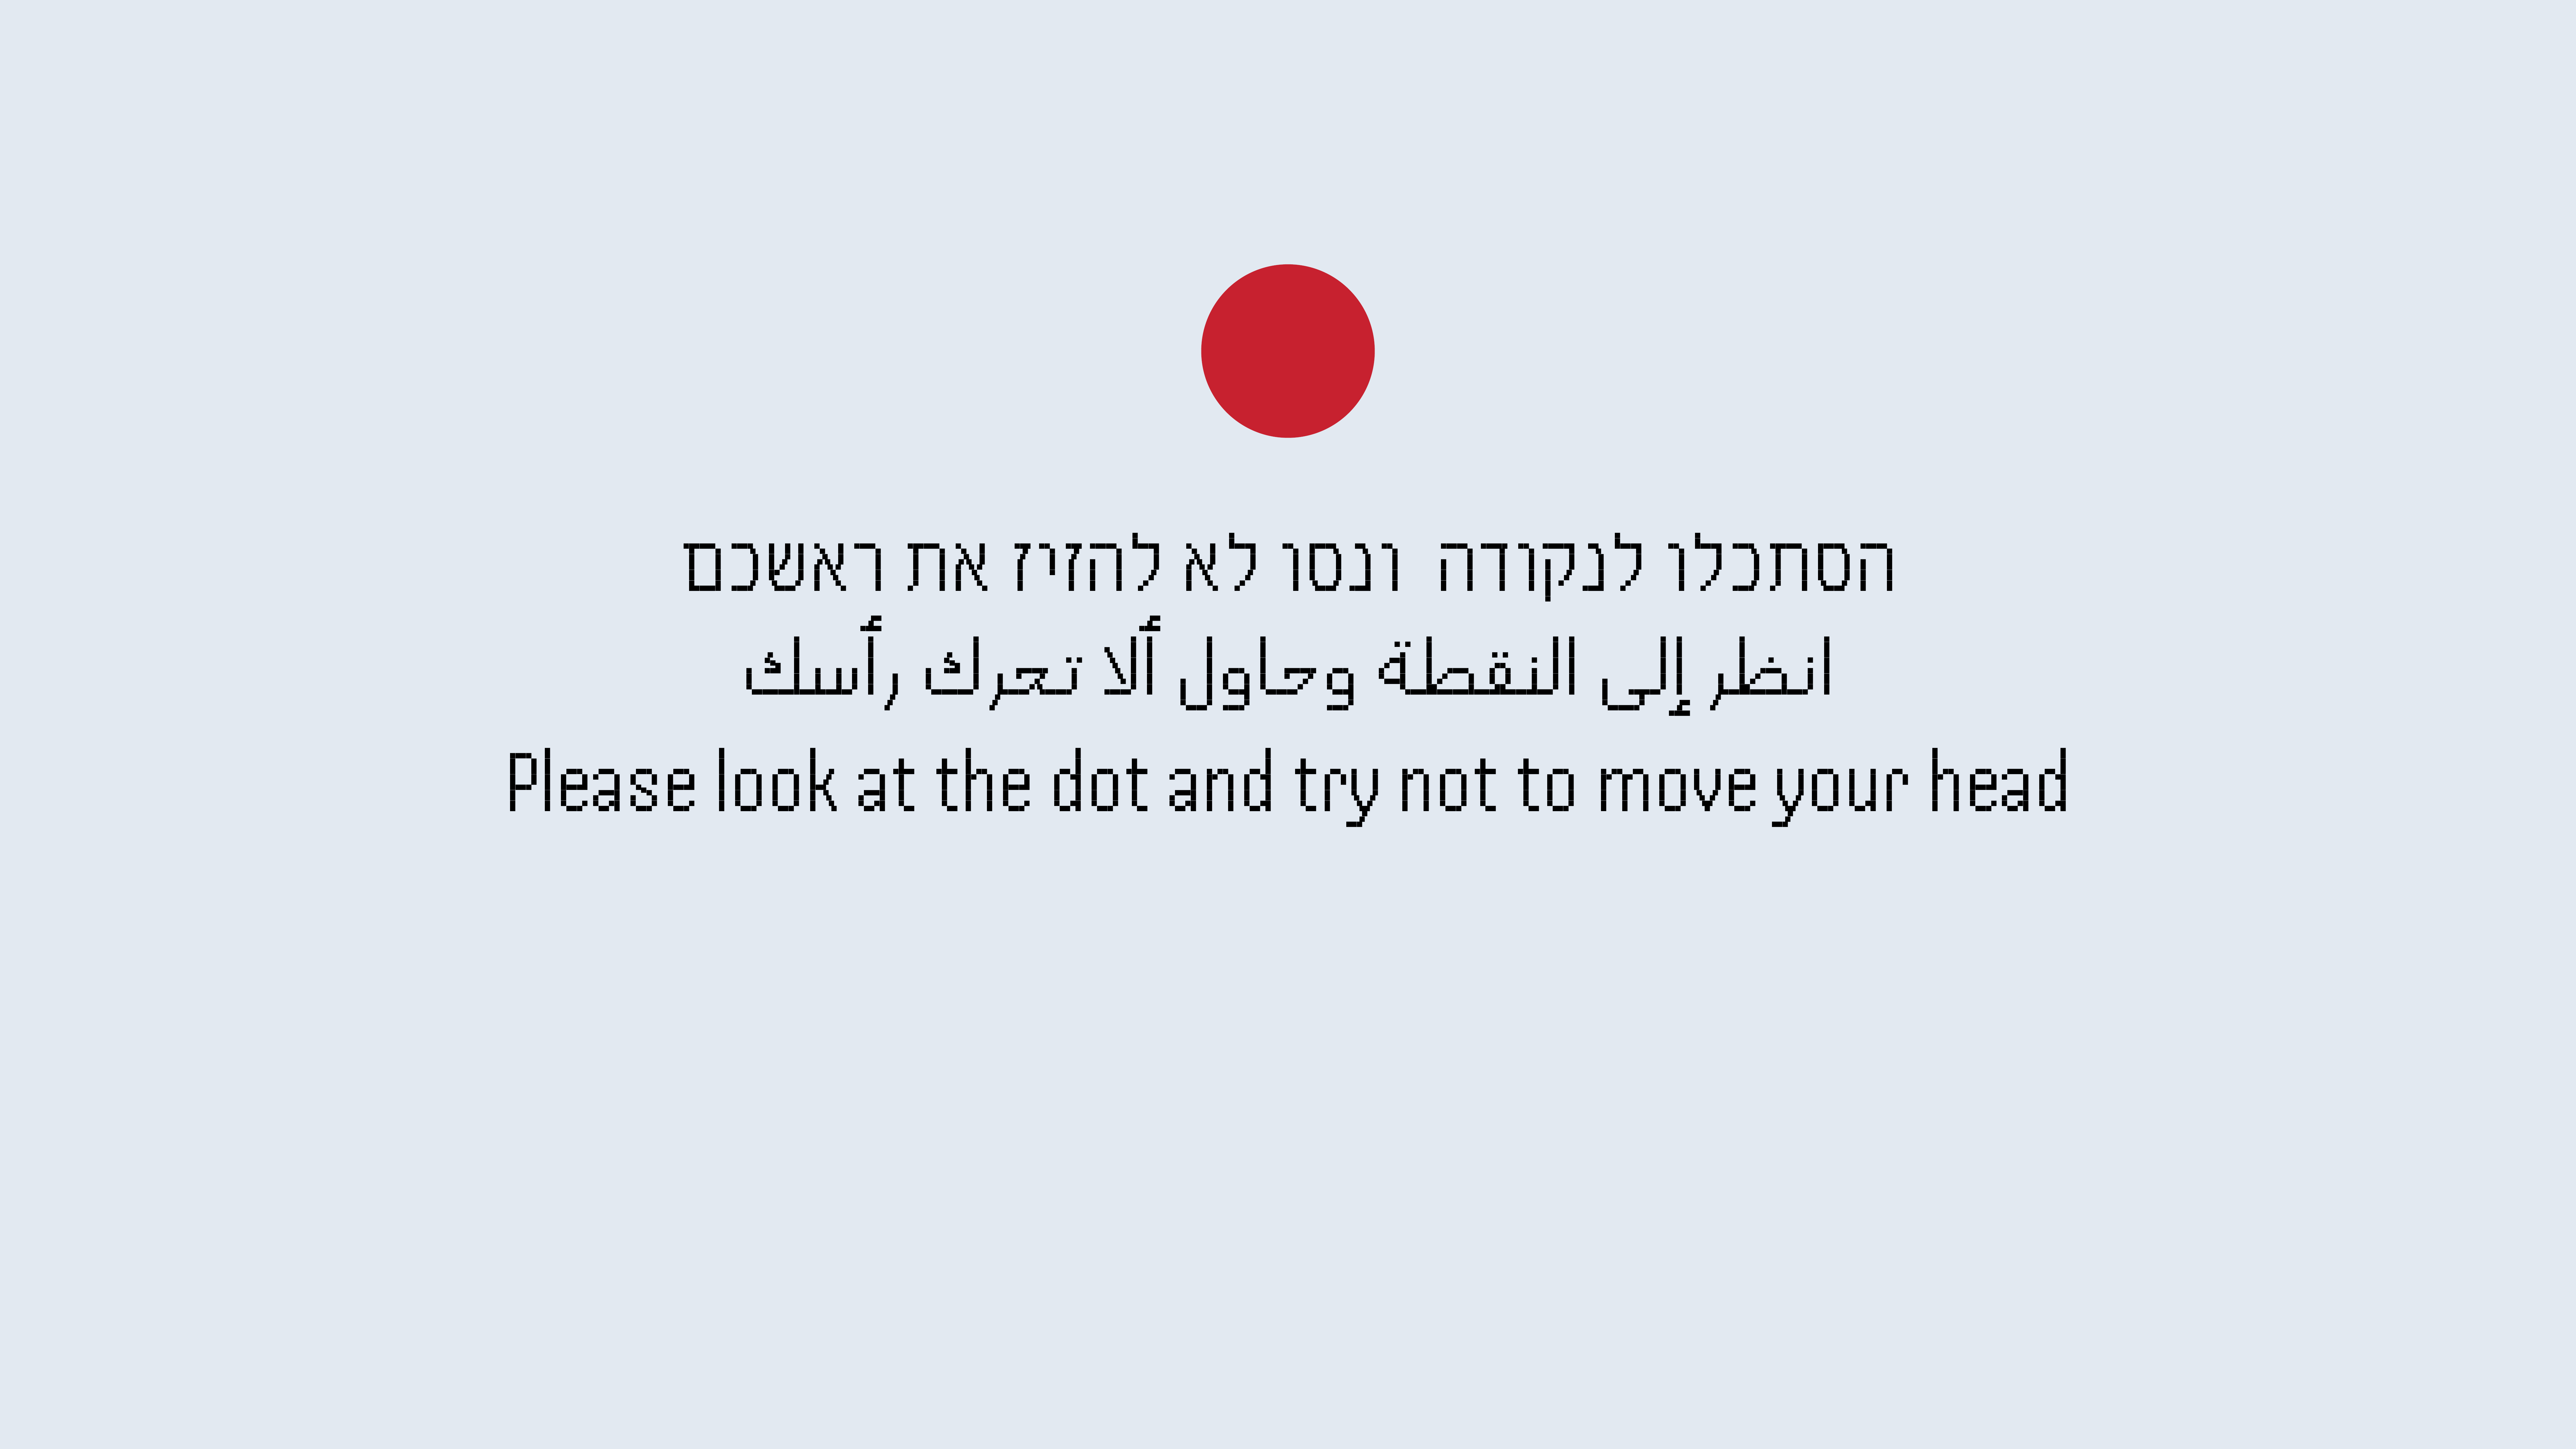 הסתכלו לנקודה  ונסו לא להזיז את ראשכם
انظر إلى النقطة وحاول ألا تحرك رأسك
Please look at the dot and try not to move your head